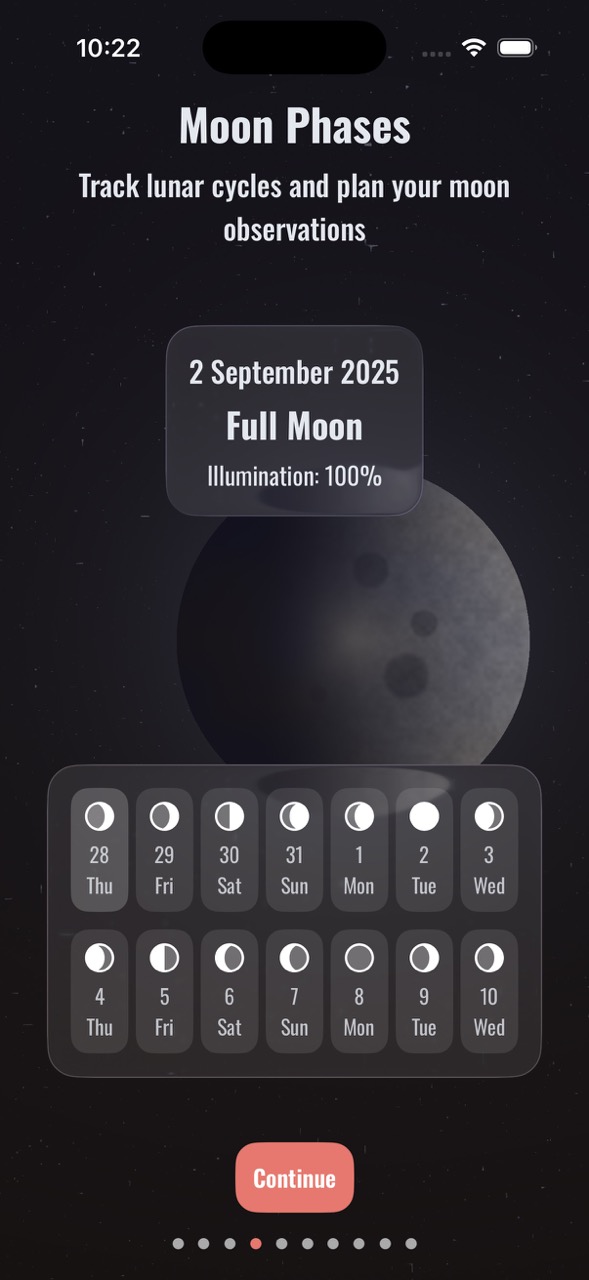 10:22
Moon Phases
Track lunar cycles and plan your moon
observations
2 September 2025
Full Moon
Illumination: 100%
28 29 30 31 1 2 3
Thu Fri Sat Sun Mon Tue Wed
4 5 6 7 8 9 10
Thu Fri Sat Sun Mon Tue Wed
Continue